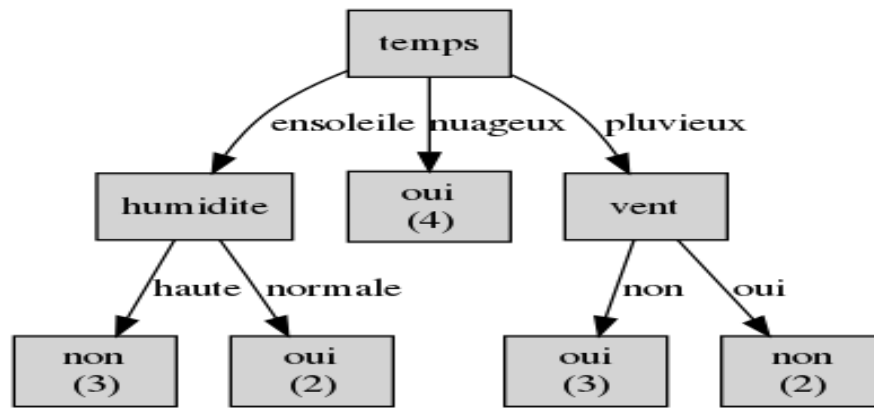 temps
ensoleile nuageux pluvieux
humidite
oui
(4)
vent
haute normale
non oui
non
(3)
oui
(2)
oui
(3)
non
(2)